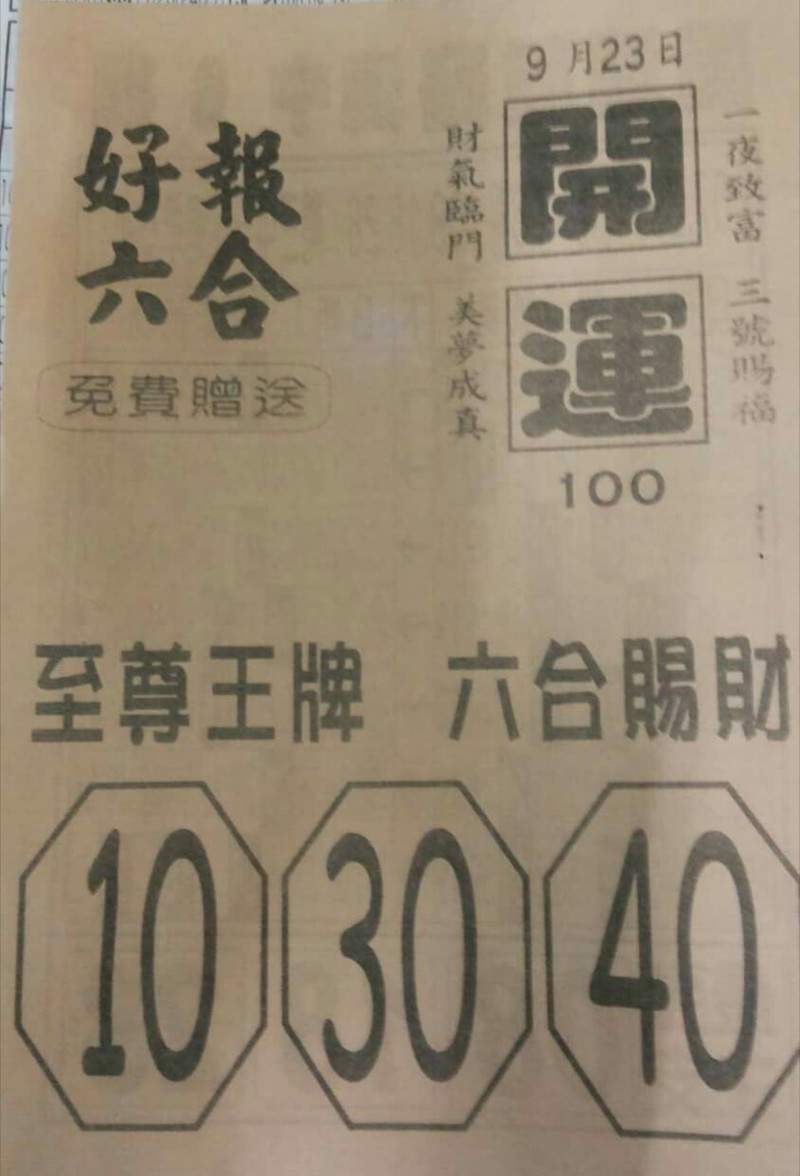 9月23日
一夜致富 三號賜福
開運
財氣臨門 美夢成真
100
好報
六合
免費贈送
至尊王牌 六合賜財
10 30 40